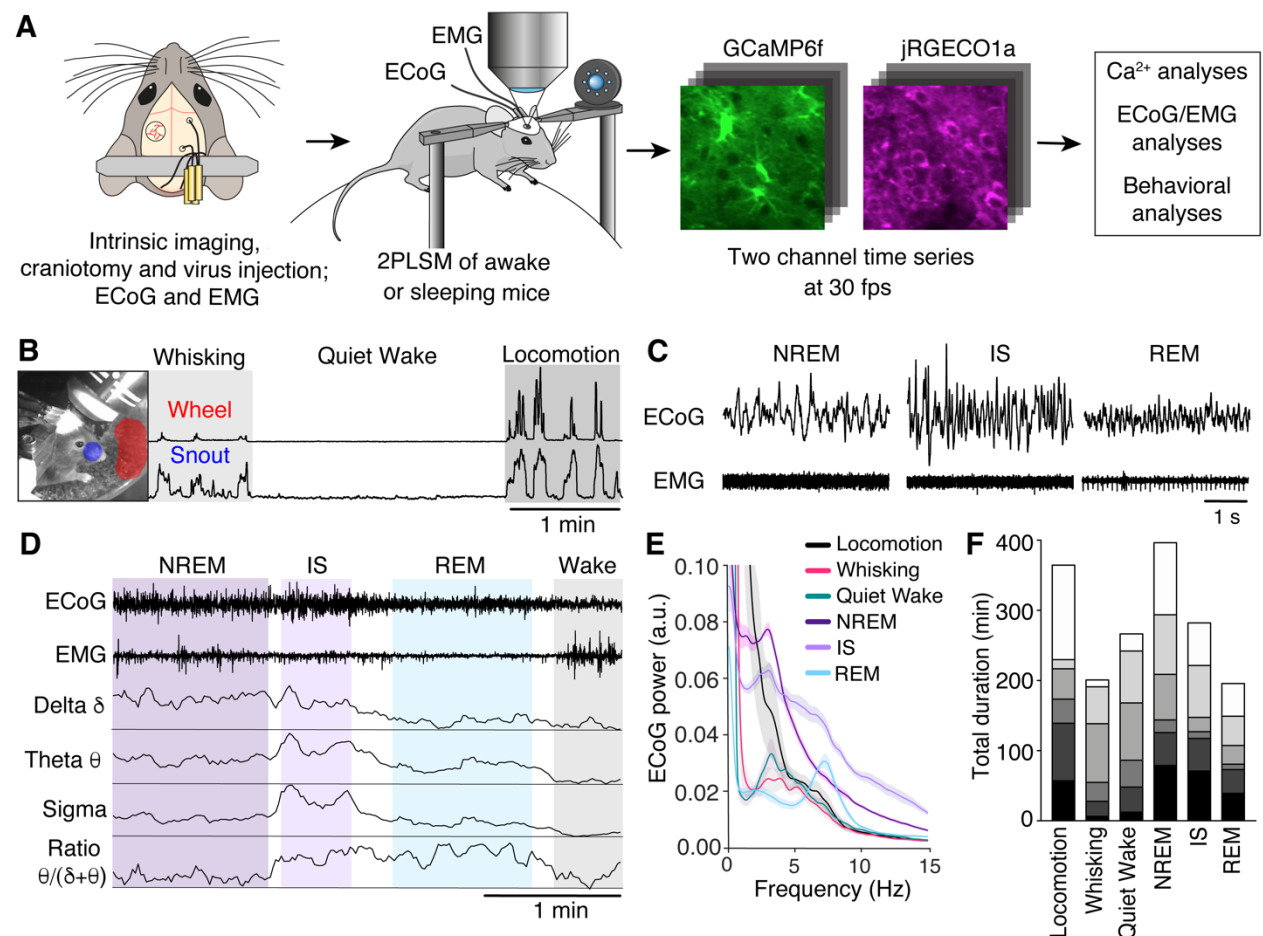 A
EMG
ECoG
GCaMP6f
jRGECO1a
Ca²⁺ analyses
ECoG/EMG
analyses
Behavioral
analyses
Intrinsic imaging,
craniotomy and virus injection;
ECoG and EMG
2PLSM of awake
or sleeping mice
Two channel time series
at 30 fps
B
Whisking
Quiet Wake
Locomotion
Wheel
Snout
1 min
C
NREM
IS
REM
ECoG
EMG
1 s
D
NREM
IS
REM
Wake
ECoG
EMG
Delta δ
Theta θ
Sigma
Ratio
θ/(δ+θ)
1 min
E
Locomotion
Whisking
Quiet Wake
NREM
IS
REM
ECoG power (a.u.)
0.10
0.08
0.06
0.04
0.02
0.00
0
5
10
15
Frequency (Hz)
F
Total duration (min)
400
300
200
100
0
Locomotion
Whisking
Quiet Wake
NREM
IS
REM